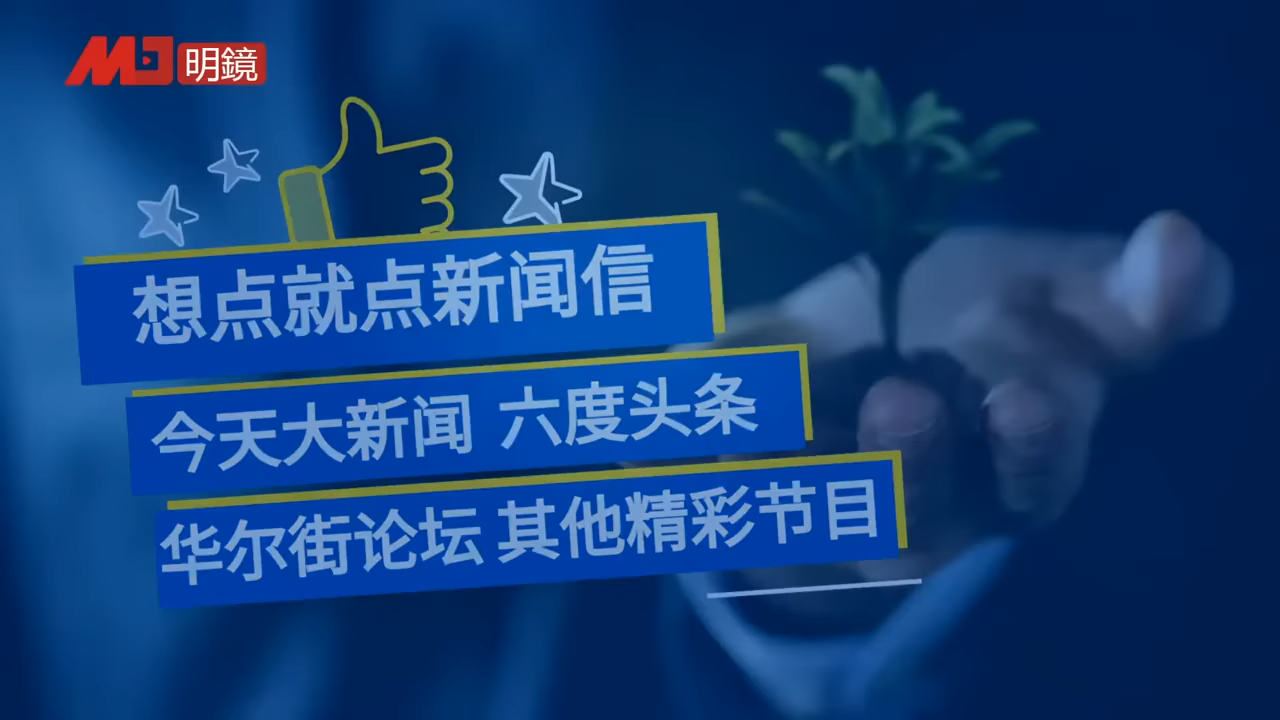 明鏡
想点就点新闻信
今天大新闻 六度头条
华尔街论坛 其他精彩节目